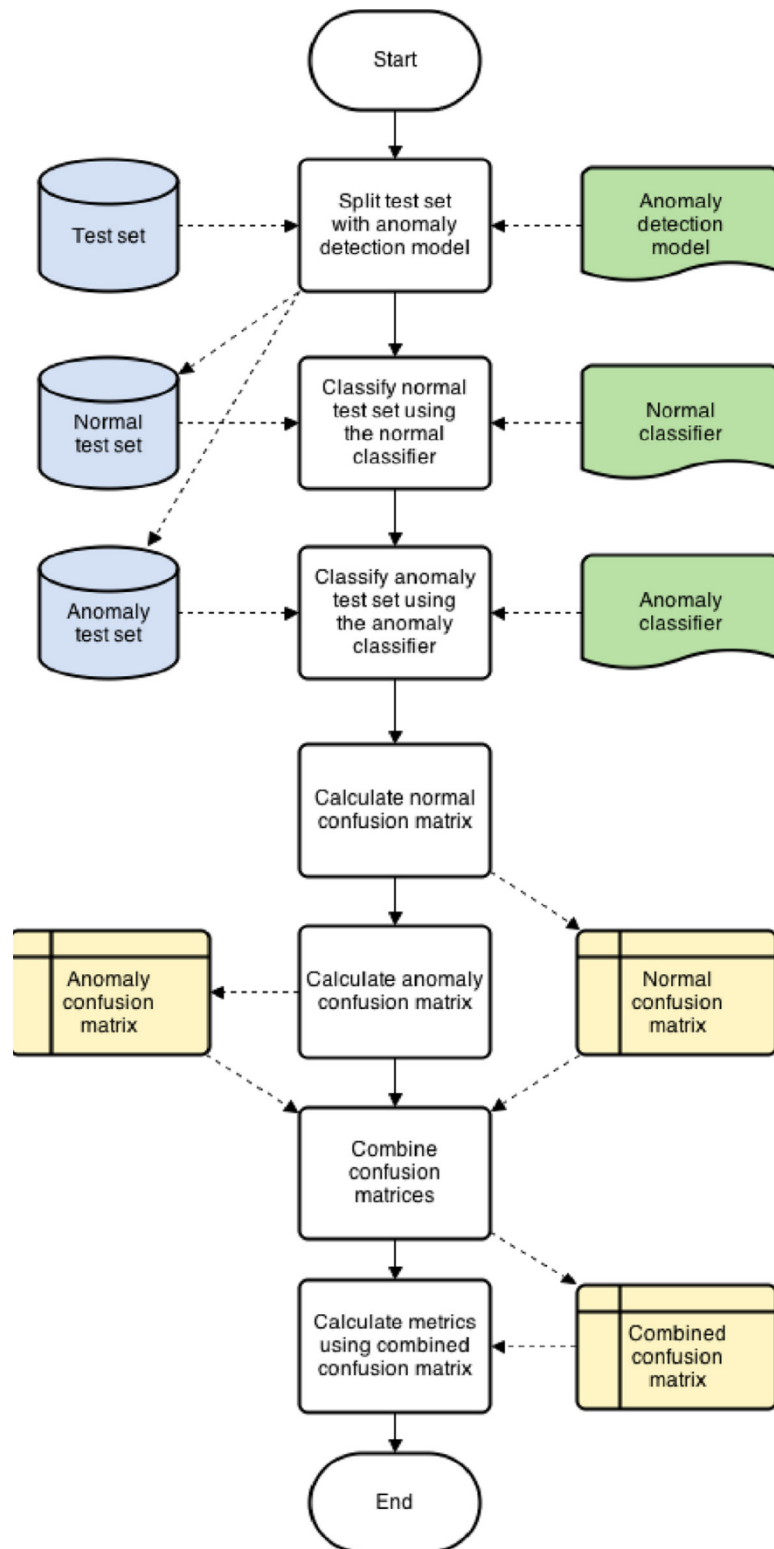 Start
Test set
Split test set
with anomaly
detection model
Anomaly
detection
model
Normal
test set
Classify normal
test set using
the normal
classifier
Normal
classifier
Anomaly
test set
Classify anomaly
test set using
the anomaly
classifier
Anomaly
classifier
Calculate normal
confusion matrix
Anomaly
confusion
matrix
Calculate anomaly
confusion matrix
Normal
confusion
matrix
Combine
confusion
matrices
Calculate metrics
using combined
confusion matrix
Combined
confusion
matrix
End